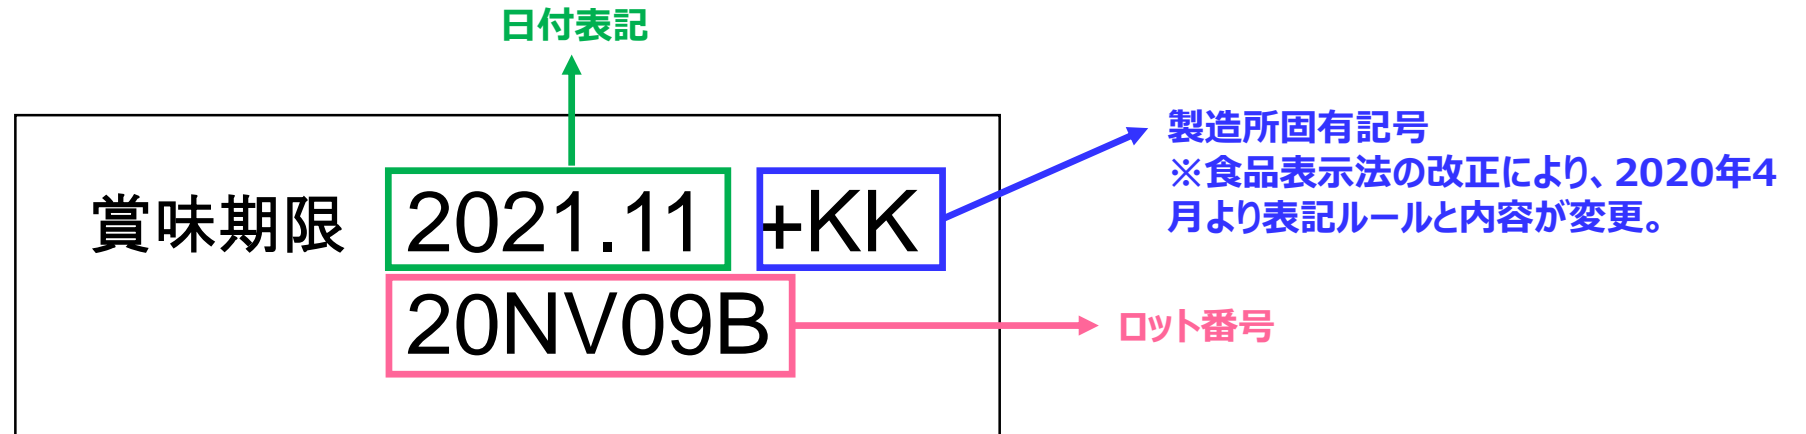 日付表記
賞味期限 2021.11 +KK
20NV09B
製造所固有記号
※食品表示法の改正により、2020年4
月より表記ルールと内容が変更。
ロット番号